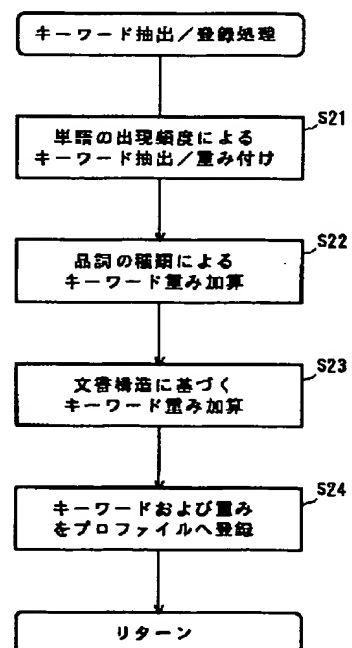 キーワード抽出／登録処理
S21
単語の出現頻度による
キーワード抽出／重み付け
S22
品詞の種類による
キーワード重み加算
S23
文書構造に基づく
キーワード重み加算
S24
キーワードおよび重み
をプロファイルへ登録
リターン